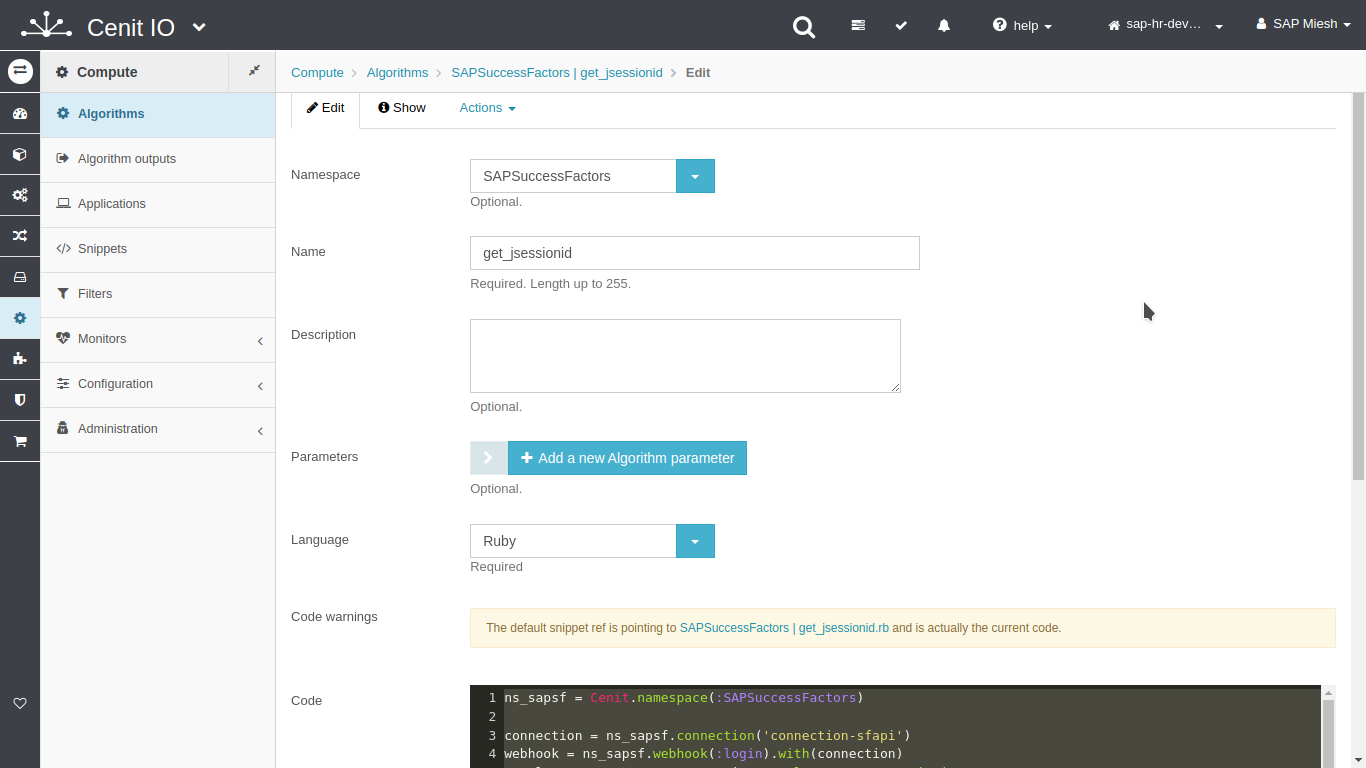 Cenit IO
help
sap-hr-dev…
SAP Miesh
Compute
Compute
Algorithms
SAPSuccessFactors | get_jsessionid
Edit
Algorithms
Algorithm outputs
Applications
Snippets
Filters
Monitors
Configuration
Administration
Edit
Show
Actions
Namespace
SAPSuccessFactors
Optional.
Name
get_jsessionid
Required. Length up to 255.
Description
Optional.
Parameters
Add a new Algorithm parameter
Optional.
Language
Ruby
Required
Code warnings
The default snippet ref is pointing to SAPSuccessFactors | get_jsessionid.rb and is actually the current code.
Code
1 ns_sapsf = Cenit.namespace(:SAPSuccessFactors)
2
3 connection = ns_sapsf.connection('connection-sfapi')
4 webhook = ns_sapsf.webhook(:login).with(connection)